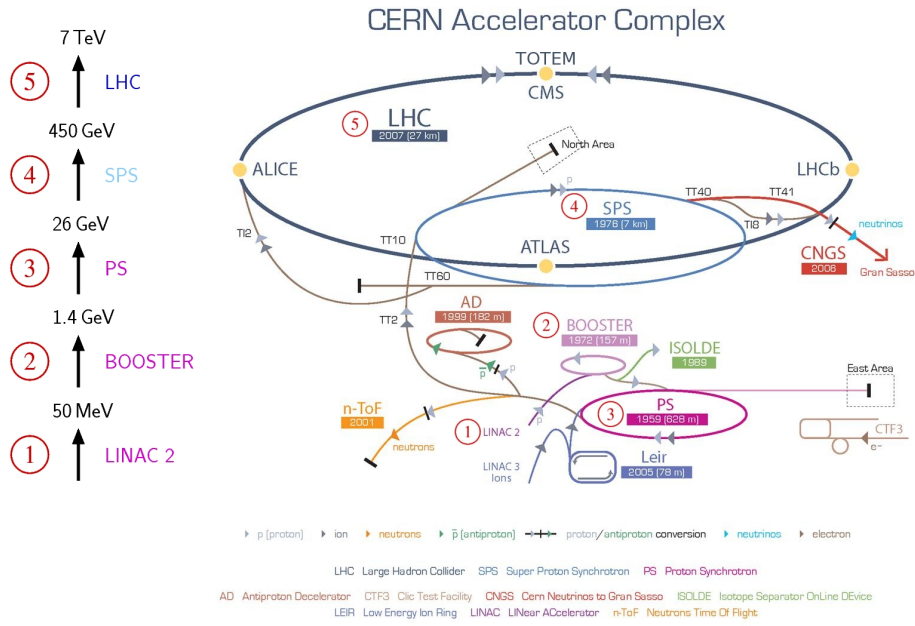 CERN Accelerator Complex
7 TeV
5 LHC
450 GeV
4 SPS
26 GeV
3 PS
1.4 GeV
2 BOOSTER
50 MeV
1 LINAC 2
TOTEM
CMS
LHC
5
2007 (27 km)
North Area
ALICE
LHCb
p
TT40 TT41
4 SPS
1976 (7 km)
TI2
TT10
TI8
neutrinos
ATLAS
CNGS
2006
Gran Sasso
TT60
AD
1999 (182 m)
TT2
2 BOOSTER
1972 (157 m)
ISOLDE
1989
p̅
p
East Area
n-ToF
2001
neutrons
p
1 LINAC 2
3 PS
1959 (628 m)
CTF3
e-
LINAC 3
Ions
Leir
2005 (78 m)
p (proton) ion neutrons p̅ (antiproton) proton/antiproton conversion neutrinos electron
LHC Large Hadron Collider SPS Super Proton Synchrotron PS Proton Synchrotron
AD Antiproton Decelerator CTF3 Clic Test Facility CNGS Cern Neutrinos to Gran Sasso ISOLDE Isotope Separator OnLine DEvice
LEIR Low Energy Ion Ring LINAC LINear ACcelerator n-ToF Neutrons Time Of Flight